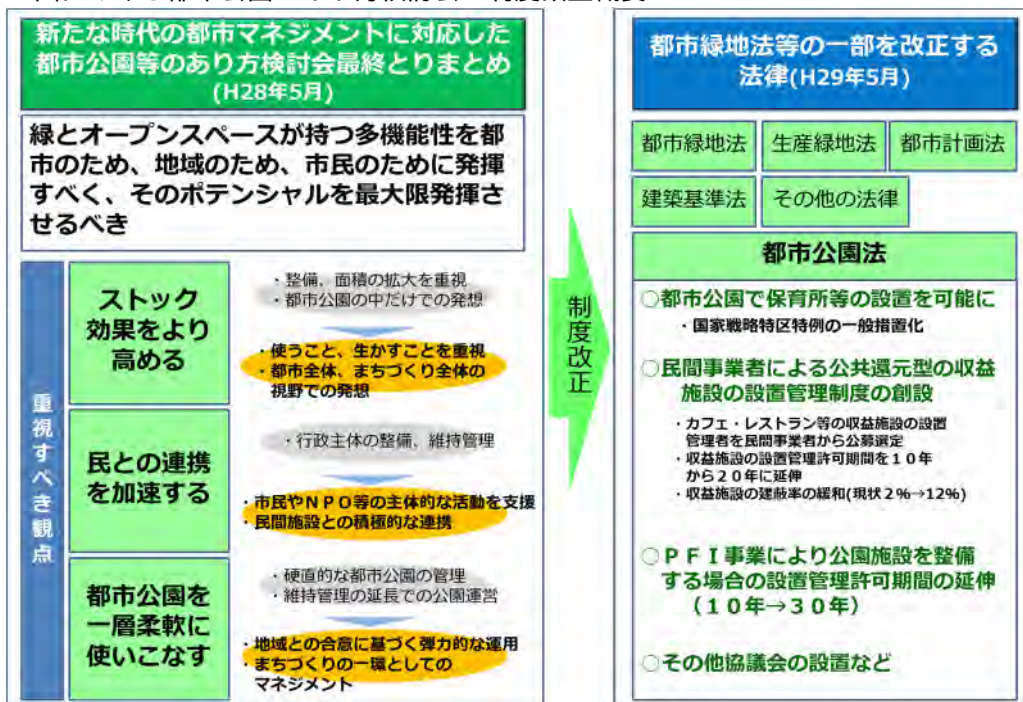 新たな時代の都市マネジメントに対応した
都市公園等のあり方検討会最終とりまとめ
(H28年5月)
緑とオープンスペースが持つ多機能性を都
市のため、地域のため、市民のために発揮
すべく、そのポテンシャルを最大限発揮さ
せるべき
重視すべき観点
ストック
効果をより
高める
・整備、面積の拡大を重視
・都市公園の中だけでの発想
・使うこと、生かすことを重視
・都市全体、まちづくり全体の
視野での発想
民との連携
を加速する
・行政主体の整備、維持管理
・市民やNPO等の主体的な活動を支援
・民間施設との積極的な連携
都市公園を
一層柔軟に
使いこなす
・硬直的な都市公園の管理
・維持管理の延長での公園運営
・地域との合意に基づく弾力的な運用
・まちづくりの一環としての
マネジメント
制度改正
都市緑地法等の一部を改正する
法律(H29年5月)
都市緑地法
生産緑地法
都市計画法
建築基準法
その他の法律
都市公園法
○都市公園で保育所等の設置を可能に
・国家戦略特区特例の一般措置化
○民間事業者による公共還元型の収益
施設の設置管理制度の創設
・カフェ・レストラン等の収益施設の設置
管理者を民間事業者から公募選定
・収益施設の設置管理許可期間を10年
から20年に延伸
・収益施設の建蔽率の緩和(現状2%→12%)
○PFI事業により公園施設を整備
する場合の設置管理許可期間の延伸
(10年→30年)
○その他協議会の設置など